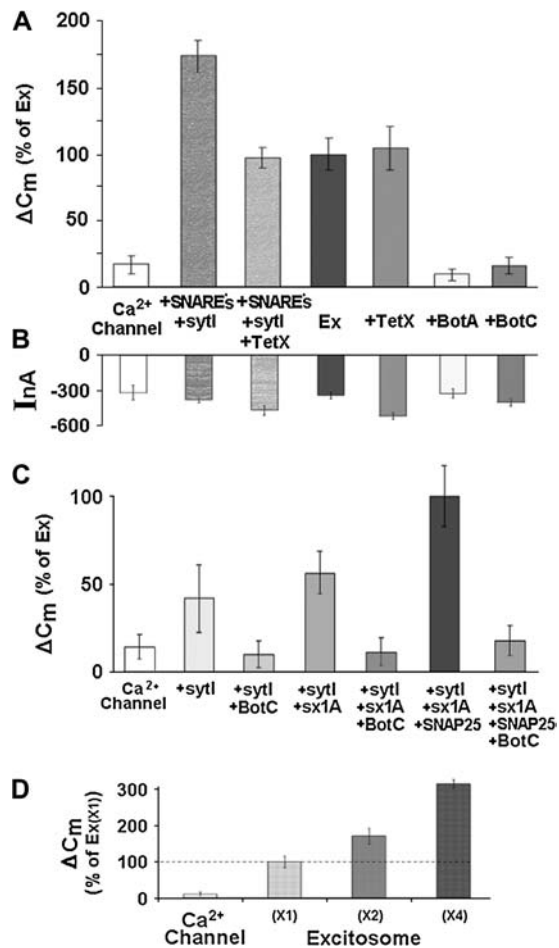 A
ΔCm (% of Ex)
200
150
100
50
0
Ca2+ Channel
+SNARE's +sytI
+SNARE's +sytI +TetX
Ex
+TetX
+BotA
+BotC
B
InA
0
-300
-600
C
ΔCm (% of Ex)
100
50
0
Ca2+ Channel
+sytI
+sytI +BotC
+sytI +sx1A
+sytI +sx1A +BotC
+sytI +sx1A +SNAP25
+sytI +sx1A +SNAP25 +BotC
D
ΔCm (% of Ex(X1))
300
200
100
0
Ca2+ Channel
(X1)
(X2)
(X4)
Excitosome